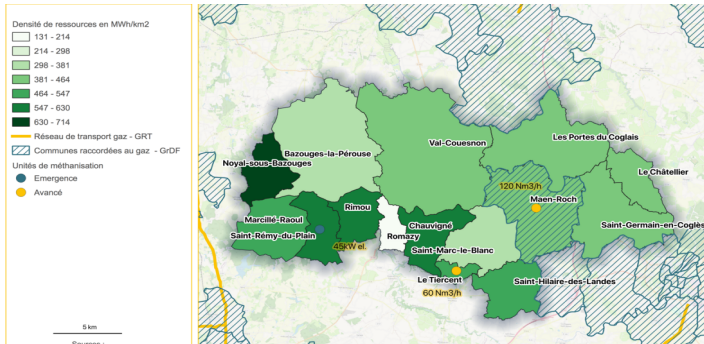 Densité de ressources en MWh/km2
131 - 214
214 - 298
298 - 381
381 - 464
464 - 547
547 - 630
630 - 714
Réseau de transport gaz - GRT
Communes raccordées au gaz - GrDF
Unités de méthanisation
Emergence
Avancé
5 km
Sources :
Val-Couesnon
Les Portes du Coglais
Bazouges-la-Pérouse
Noyal-sous-Bazouges
Le Châtellier
120 Nm3/h
Maen-Roch
Rimou
Marcillé-Raoul
Chauvigné
Saint-Germain-en-Coglès
Saint-Rémy-du-Plain
Romazy
45kW el.
Saint-Marc-le-Blanc
Le Tiercent
Saint-Hilaire-des-Landes
60 Nm3/h